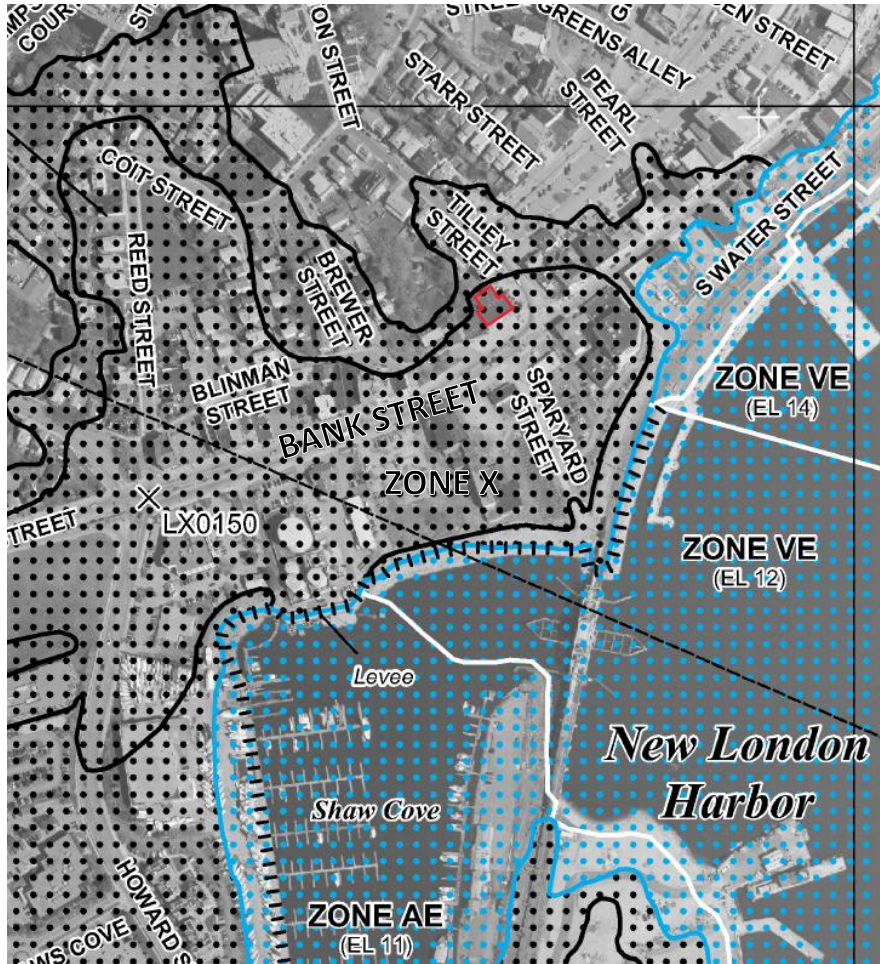 COURT
GREENS ALLEY
STREET
STARR STREET
PEARL
STREET
COIT STREET
TILLEY
STREET
S WATER STREET
REED STREET
BREWER
STREET
BLINMAN
STREET
BANK STREET
SPARYARD
STREET
ZONE VE
(EL 14)
ZONE X
LX0150
STREET
ZONE VE
(EL 12)
Levee
New London
Harbor
Shaw Cove
HOWARD S
ZONE AE
(EL 11)
WS COVE